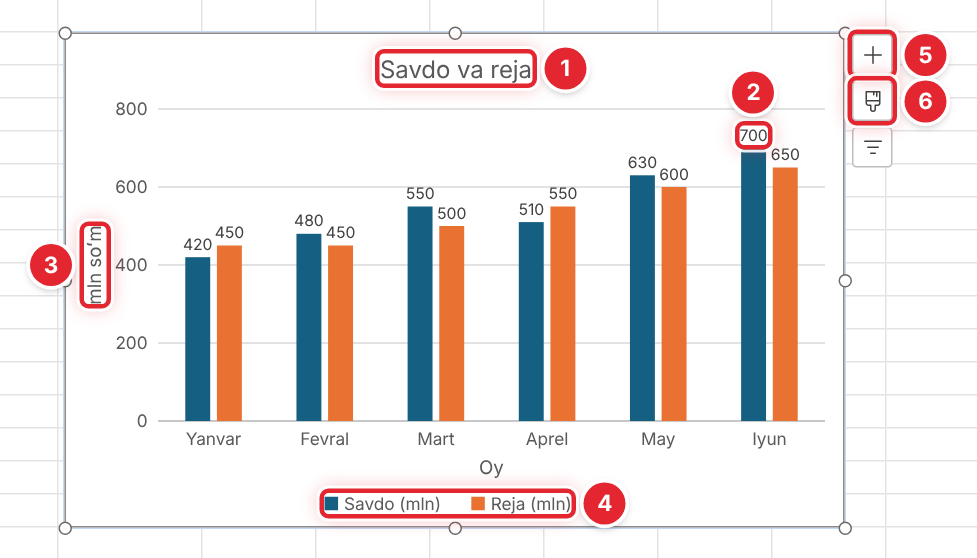 Savdo va reja
1
5
6
2
3
4
mln so‘m
800
600
400
200
0
420
450
480
450
550
500
510
550
630
600
700
650
Yanvar
Fevral
Mart
Aprel
May
Iyun
Oy
Savdo (mln)
Reja (mln)